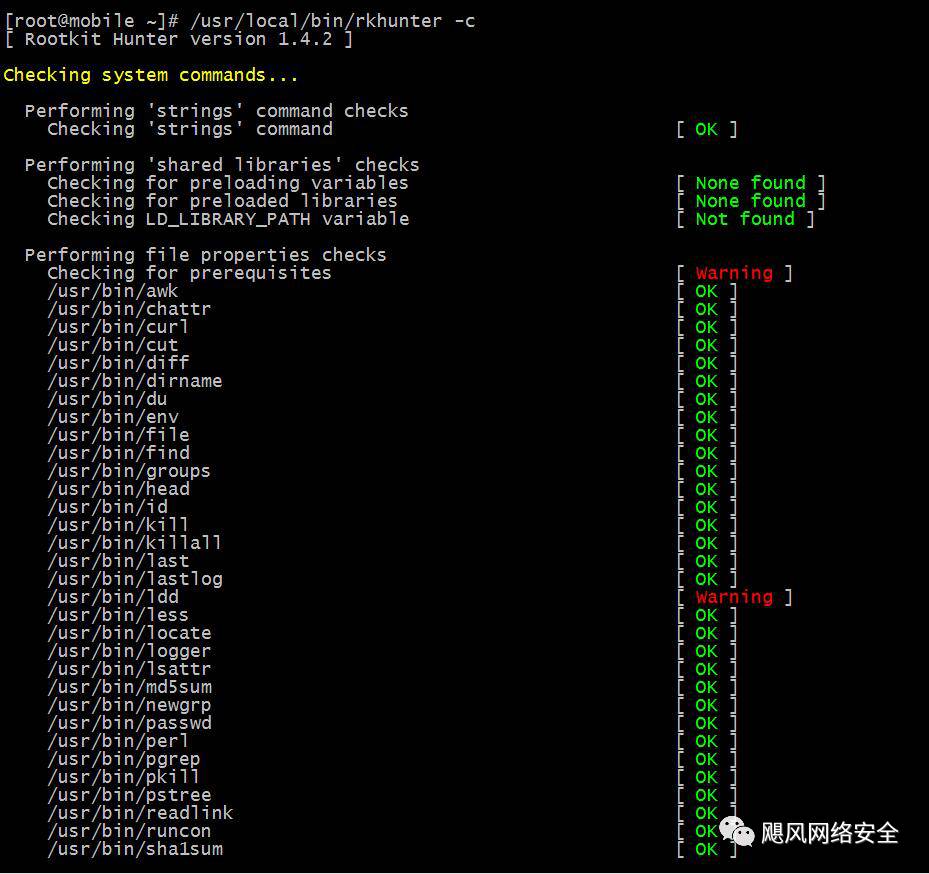 [root@mobile ~]# /usr/local/bin/rkhunter -c
[ Rootkit Hunter version 1.4.2 ]
Checking system commands...
Performing 'strings' command checks
Checking 'strings' command [ OK ]
Performing 'shared libraries' checks
Checking for preloading variables [ None found ]
Checking for preloaded libraries [ None found ]
Checking LD_LIBRARY_PATH variable [ Not found ]
Performing file properties checks
Checking for prerequisites [ Warning ]
/usr/bin/awk [ OK ]
/usr/bin/chattr [ OK ]
/usr/bin/curl [ OK ]
/usr/bin/cut [ OK ]
/usr/bin/diff [ OK ]
/usr/bin/dirname [ OK ]
/usr/bin/du [ OK ]
/usr/bin/env [ OK ]
/usr/bin/file [ OK ]
/usr/bin/find [ OK ]
/usr/bin/groups [ OK ]
/usr/bin/head [ OK ]
/usr/bin/id [ OK ]
/usr/bin/kill [ OK ]
/usr/bin/killall [ OK ]
/usr/bin/last [ OK ]
/usr/bin/lastlog [ OK ]
/usr/bin/ldd [ Warning ]
/usr/bin/less [ OK ]
/usr/bin/locate [ OK ]
/usr/bin/logger [ OK ]
/usr/bin/lsattr [ OK ]
/usr/bin/md5sum [ OK ]
/usr/bin/newgrp [ OK ]
/usr/bin/passwd [ OK ]
/usr/bin/perl [ OK ]
/usr/bin/pgrep [ OK ]
/usr/bin/pkill [ OK ]
/usr/bin/pstree [ OK ]
/usr/bin/readlink [ OK ]
/usr/bin/runcon [ OK ]
/usr/bin/sha1sum [ OK ]
飓风网络安全